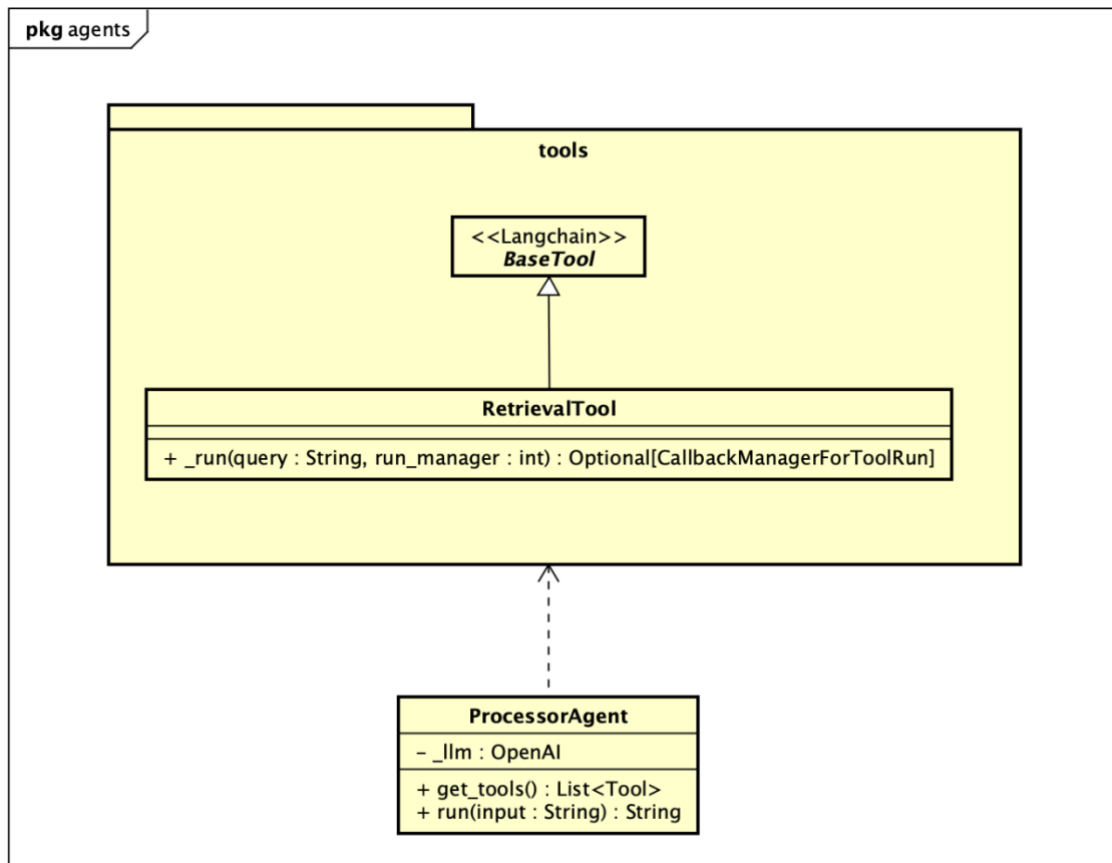 pkg agents
tools
<<Langchain>>
BaseTool
RetrievalTool
+ _run(query : String, run_manager : int) : Optional[CallbackManagerForToolRun]
ProcessorAgent
- _llm : OpenAI
+ get_tools() : List<Tool>
+ run(input : String) : String